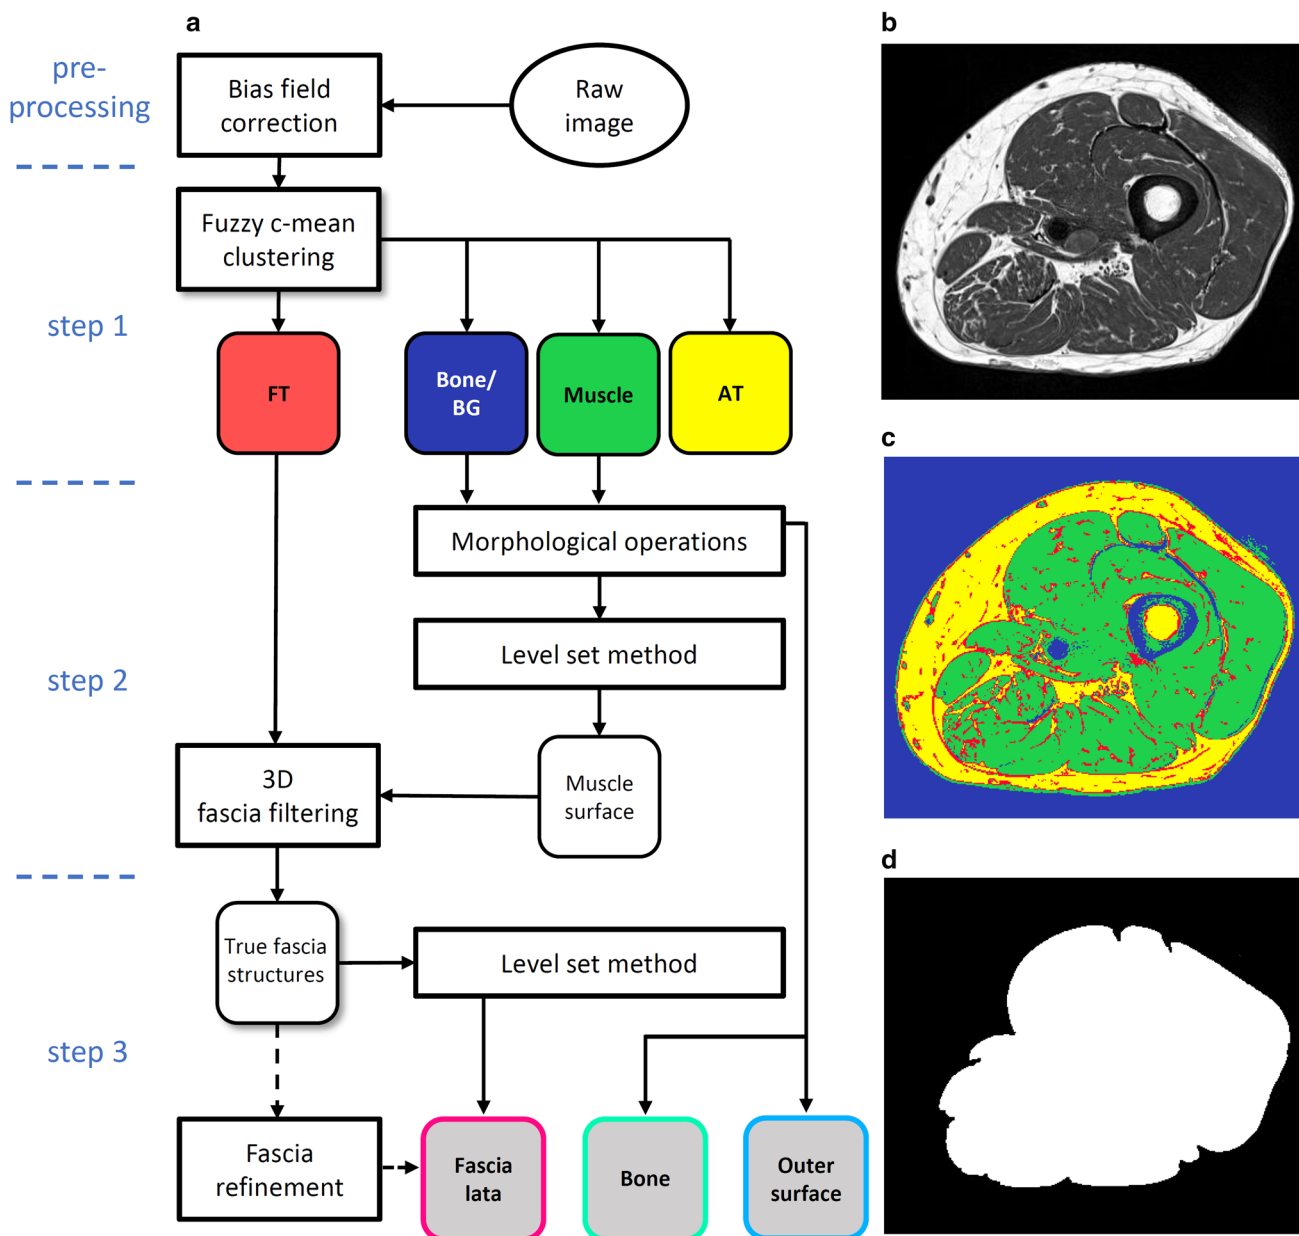 a
pre-
processing
Bias field
correction
Raw
image
Fuzzy c-mean
clustering
step 1
FT
Bone/
BG
Muscle
AT
Morphological operations
Level set method
step 2
3D
fascia filtering
Muscle
surface
True fascia
structures
Level set method
step 3
Fascia
refinement
Fascia
lata
Bone
Outer
surface
b
c
d